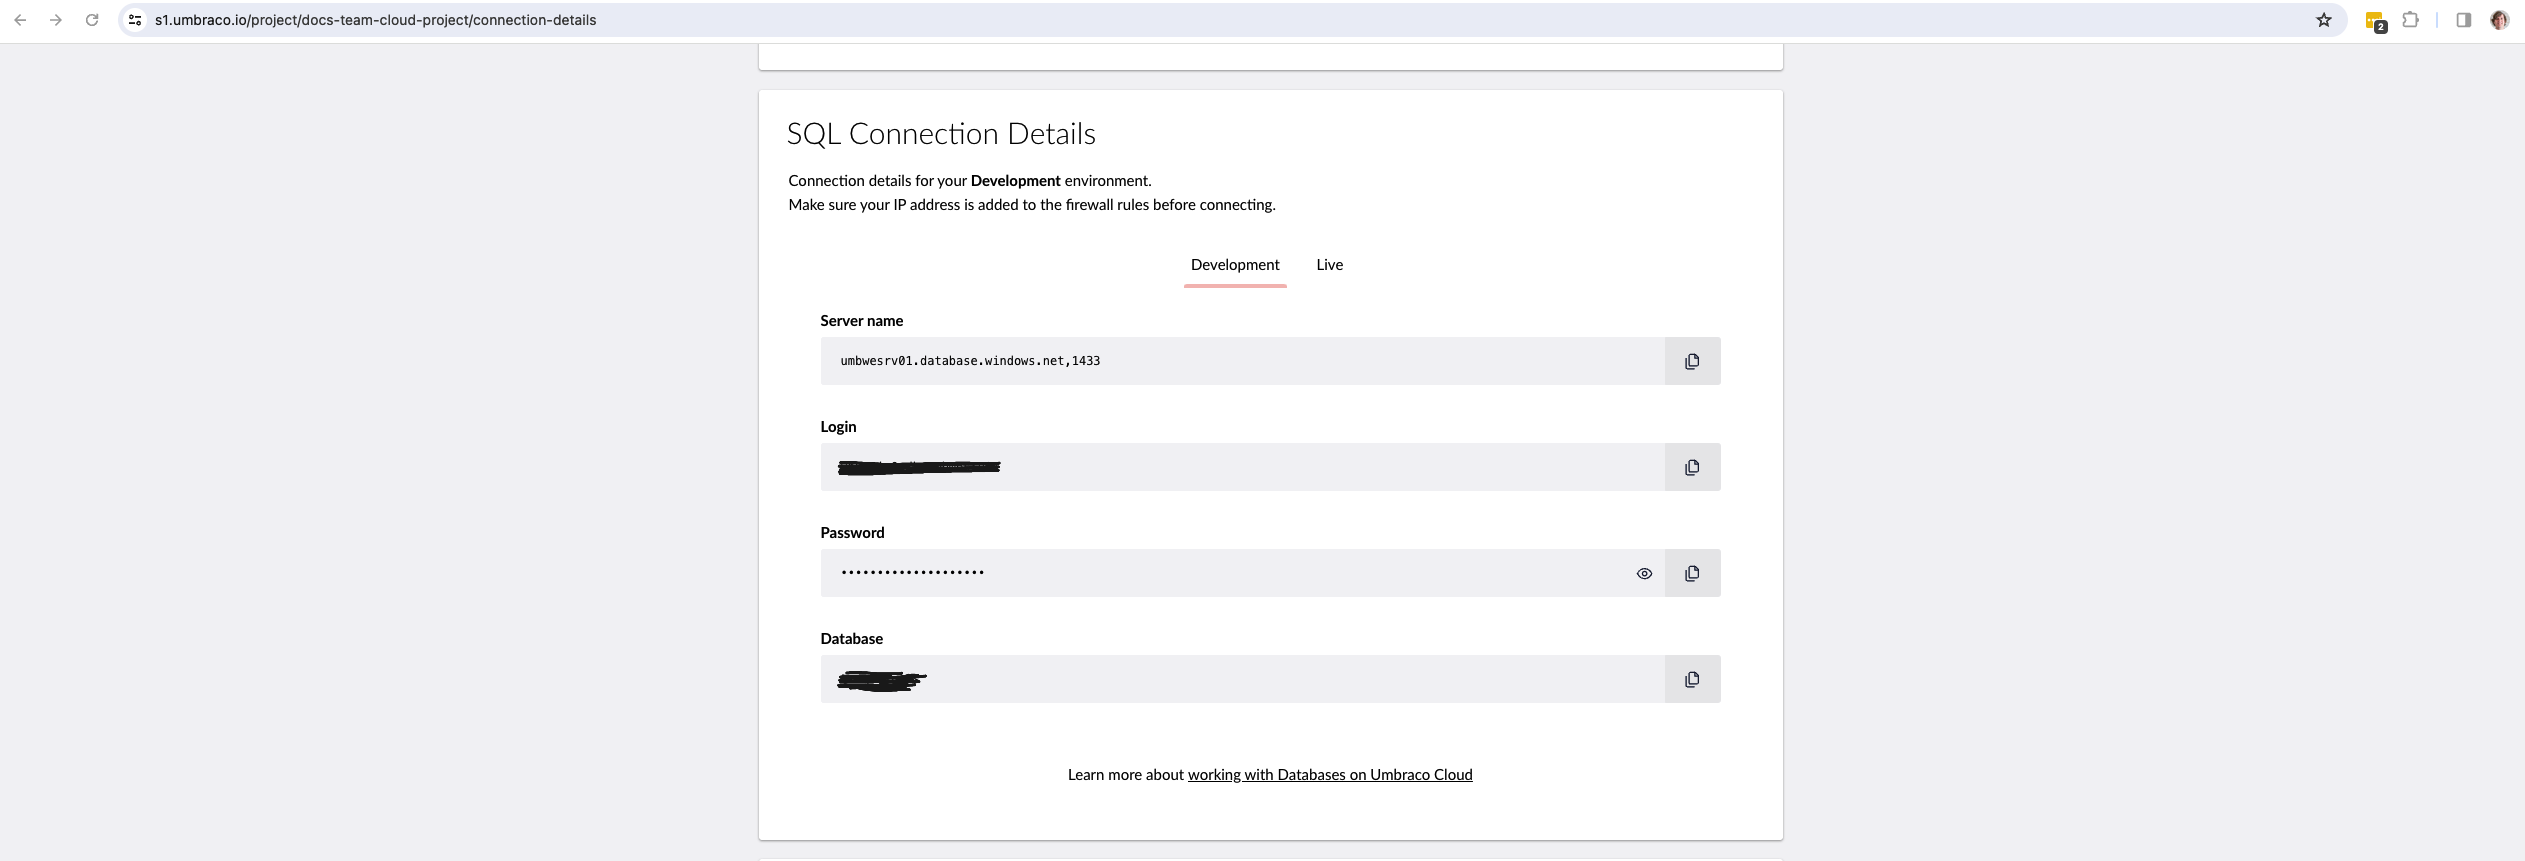 s1.umbraco.io/project/docs-team-cloud-project/connection-details
2
SQL Connection Details
Connection details for your Development environment.
Make sure your IP address is added to the firewall rules before connecting.
Development Live
Server name
umbwesrv01.database.windows.net,1433
Login
Password
••••••••••••••••••••
Database
Learn more about working with Databases on Umbraco Cloud